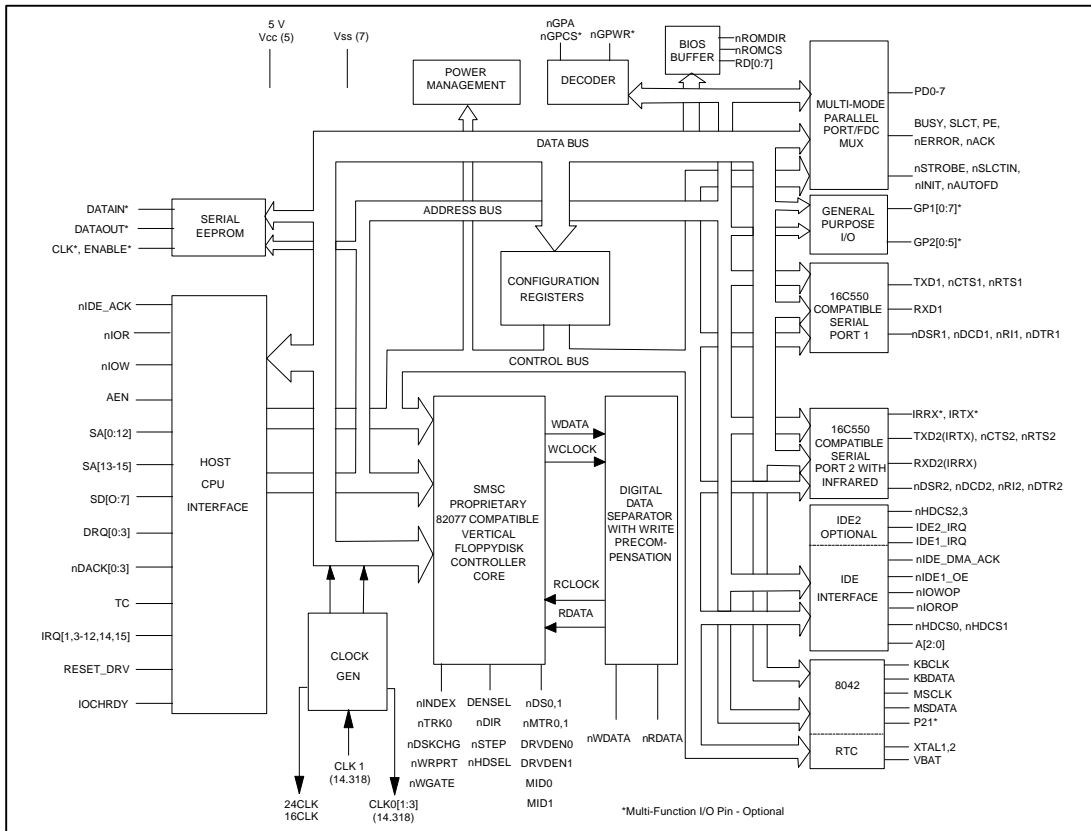 5 V
Vcc (5)
Vss (7)
nGPA
nGPCS*
nGPWR*
DECODER
BIOS
BUFFER
nROMDIR
nROMCS
RD[0:7]
POWER
MANAGEMENT
MULTI-MODE
PARALLEL
PORT/FDC
MUX
PD0-7
BUSY, SLCT, PE,
nERROR, nACK
nSTROBE, nSLCTIN,
nINIT, nAUTOFD
DATA BUS
ADDRESS BUS
DATAIN*
DATAOUT*
CLK*, ENABLE*
SERIAL
EEPROM
GENERAL
PURPOSE
I/O
GP1[0:7]*
GP2[0:5]*
CONFIGURATION
REGISTERS
CONTROL BUS
16C550
COMPATIBLE
SERIAL
PORT 1
TXD1, nCTS1, nRTS1
RXD1
nDSR1, nDCD1, nRI1, nDTR1
nIDE_ACK
nIOR
nIOW
AEN
SA[0:12]
SA[13-15]
SD[O:7]
DRQ[0:3]
nDACK[0:3]
TC
IRQ[1,3-12,14,15]
RESET_DRV
IOCHRDY
HOST
CPU
INTERFACE
SMSC
PROPRIETARY
82077 COMPATIBLE
VERTICAL
FLOPPYDISK
CONTROLLER
CORE
WDATA
WCLOCK
RCLOCK
RDATA
DIGITAL
DATA
SEPARATOR
WITH WRITE
PRECOM-
PENSATION
16C550
COMPATIBLE
SERIAL
PORT 2 WITH
INFRARED
IRRX*, IRTX*
TXD2(IRTX), nCTS2, nRTS2
RXD2(IRRX)
nDSR2, nDCD2, nRI2, nDTR2
IDE2
OPTIONAL
IDE
INTERFACE
nHDCS2,3
IDE2_IRQ
IDE1_IRQ
nIDE_DMA_ACK
nIDE1_OE
nIOWOP
nIOROP
nHDCS0, nHDCS1
A[2:0]
8042
RTC
KBCLK
KBDATA
MSCLK
MSDATA
P21*
XTAL1,2
VBAT
CLOCK
GEN
24CLK
16CLK
CLK 1
(14.318)
CLK0[1:3]
(14.318)
nINDEX
nTRK0
nDSKCHG
nWRPRT
nWGATE
DENSEL
nDIR
nSTEP
nHDSEL
nDS0,1
nMTR0,1
DRVDEN0
DRVDEN1
MID0
MID1
nWDATA
nRDATA
*Multi-Function I/O Pin - Optional